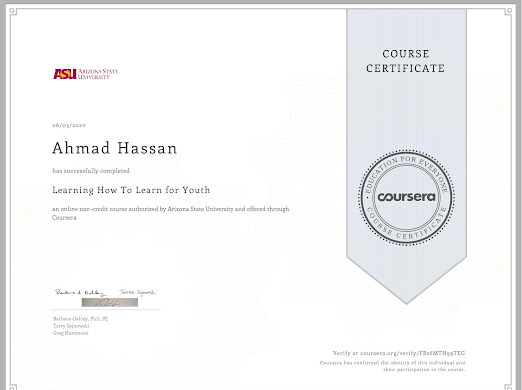 COURSE
CERTIFICATE
ASU ARIZONA STATE
UNIVERSITY
06/03/2020
Ahmad Hassan
has successfully completed
Learning How To Learn for Youth
an online non-credit course authorized by Arizona State University and offered through
Coursera
EDUCATION FOR EVERYONE
coursera
COURSE CERTIFICATE
Barbara Oakley, PhD, PE
Terry Sejnowski
Greg Hammons
Verify at coursera.org/verify/
Coursera has confirmed the identity of this individual and
their participation in the course.